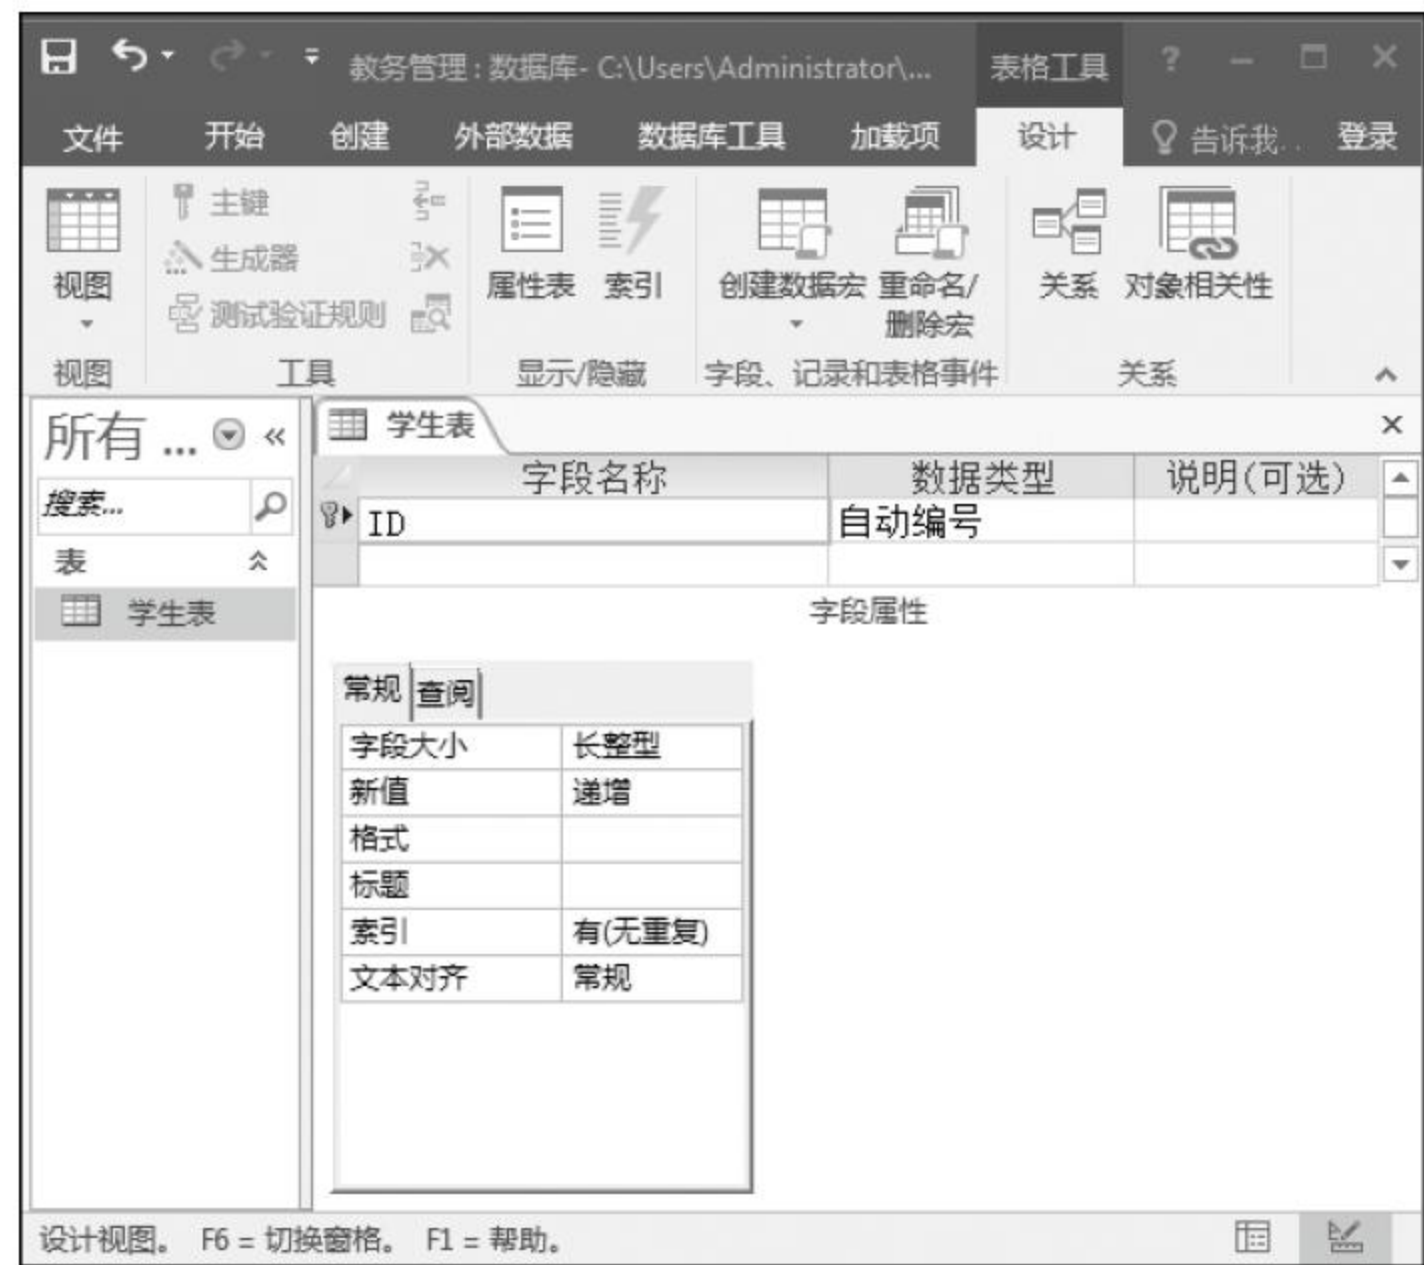 教务管理 : 数据库- C:\Users\Administrator\... 表格工具 ?
文件 开始 创建 外部数据 数据库工具 加载项 设计 告诉我.. 登录
主键
生成器
测试验证规则
视图 属性表 索引 创建数据宏 重命名/ 关系 对象相关性
删除宏
视图 工具 显示/隐藏 字段、记录和表格事件 关系
所有 ... «
搜索...
表
学生表
学生表
字段名称 数据类型 说明(可选)
ID 自动编号
字段属性
常规 查阅
字段大小 长整型
新值 递增
格式
标题
索引 有(无重复)
文本对齐 常规
设计视图。 F6 = 切换窗格。 F1 = 帮助。